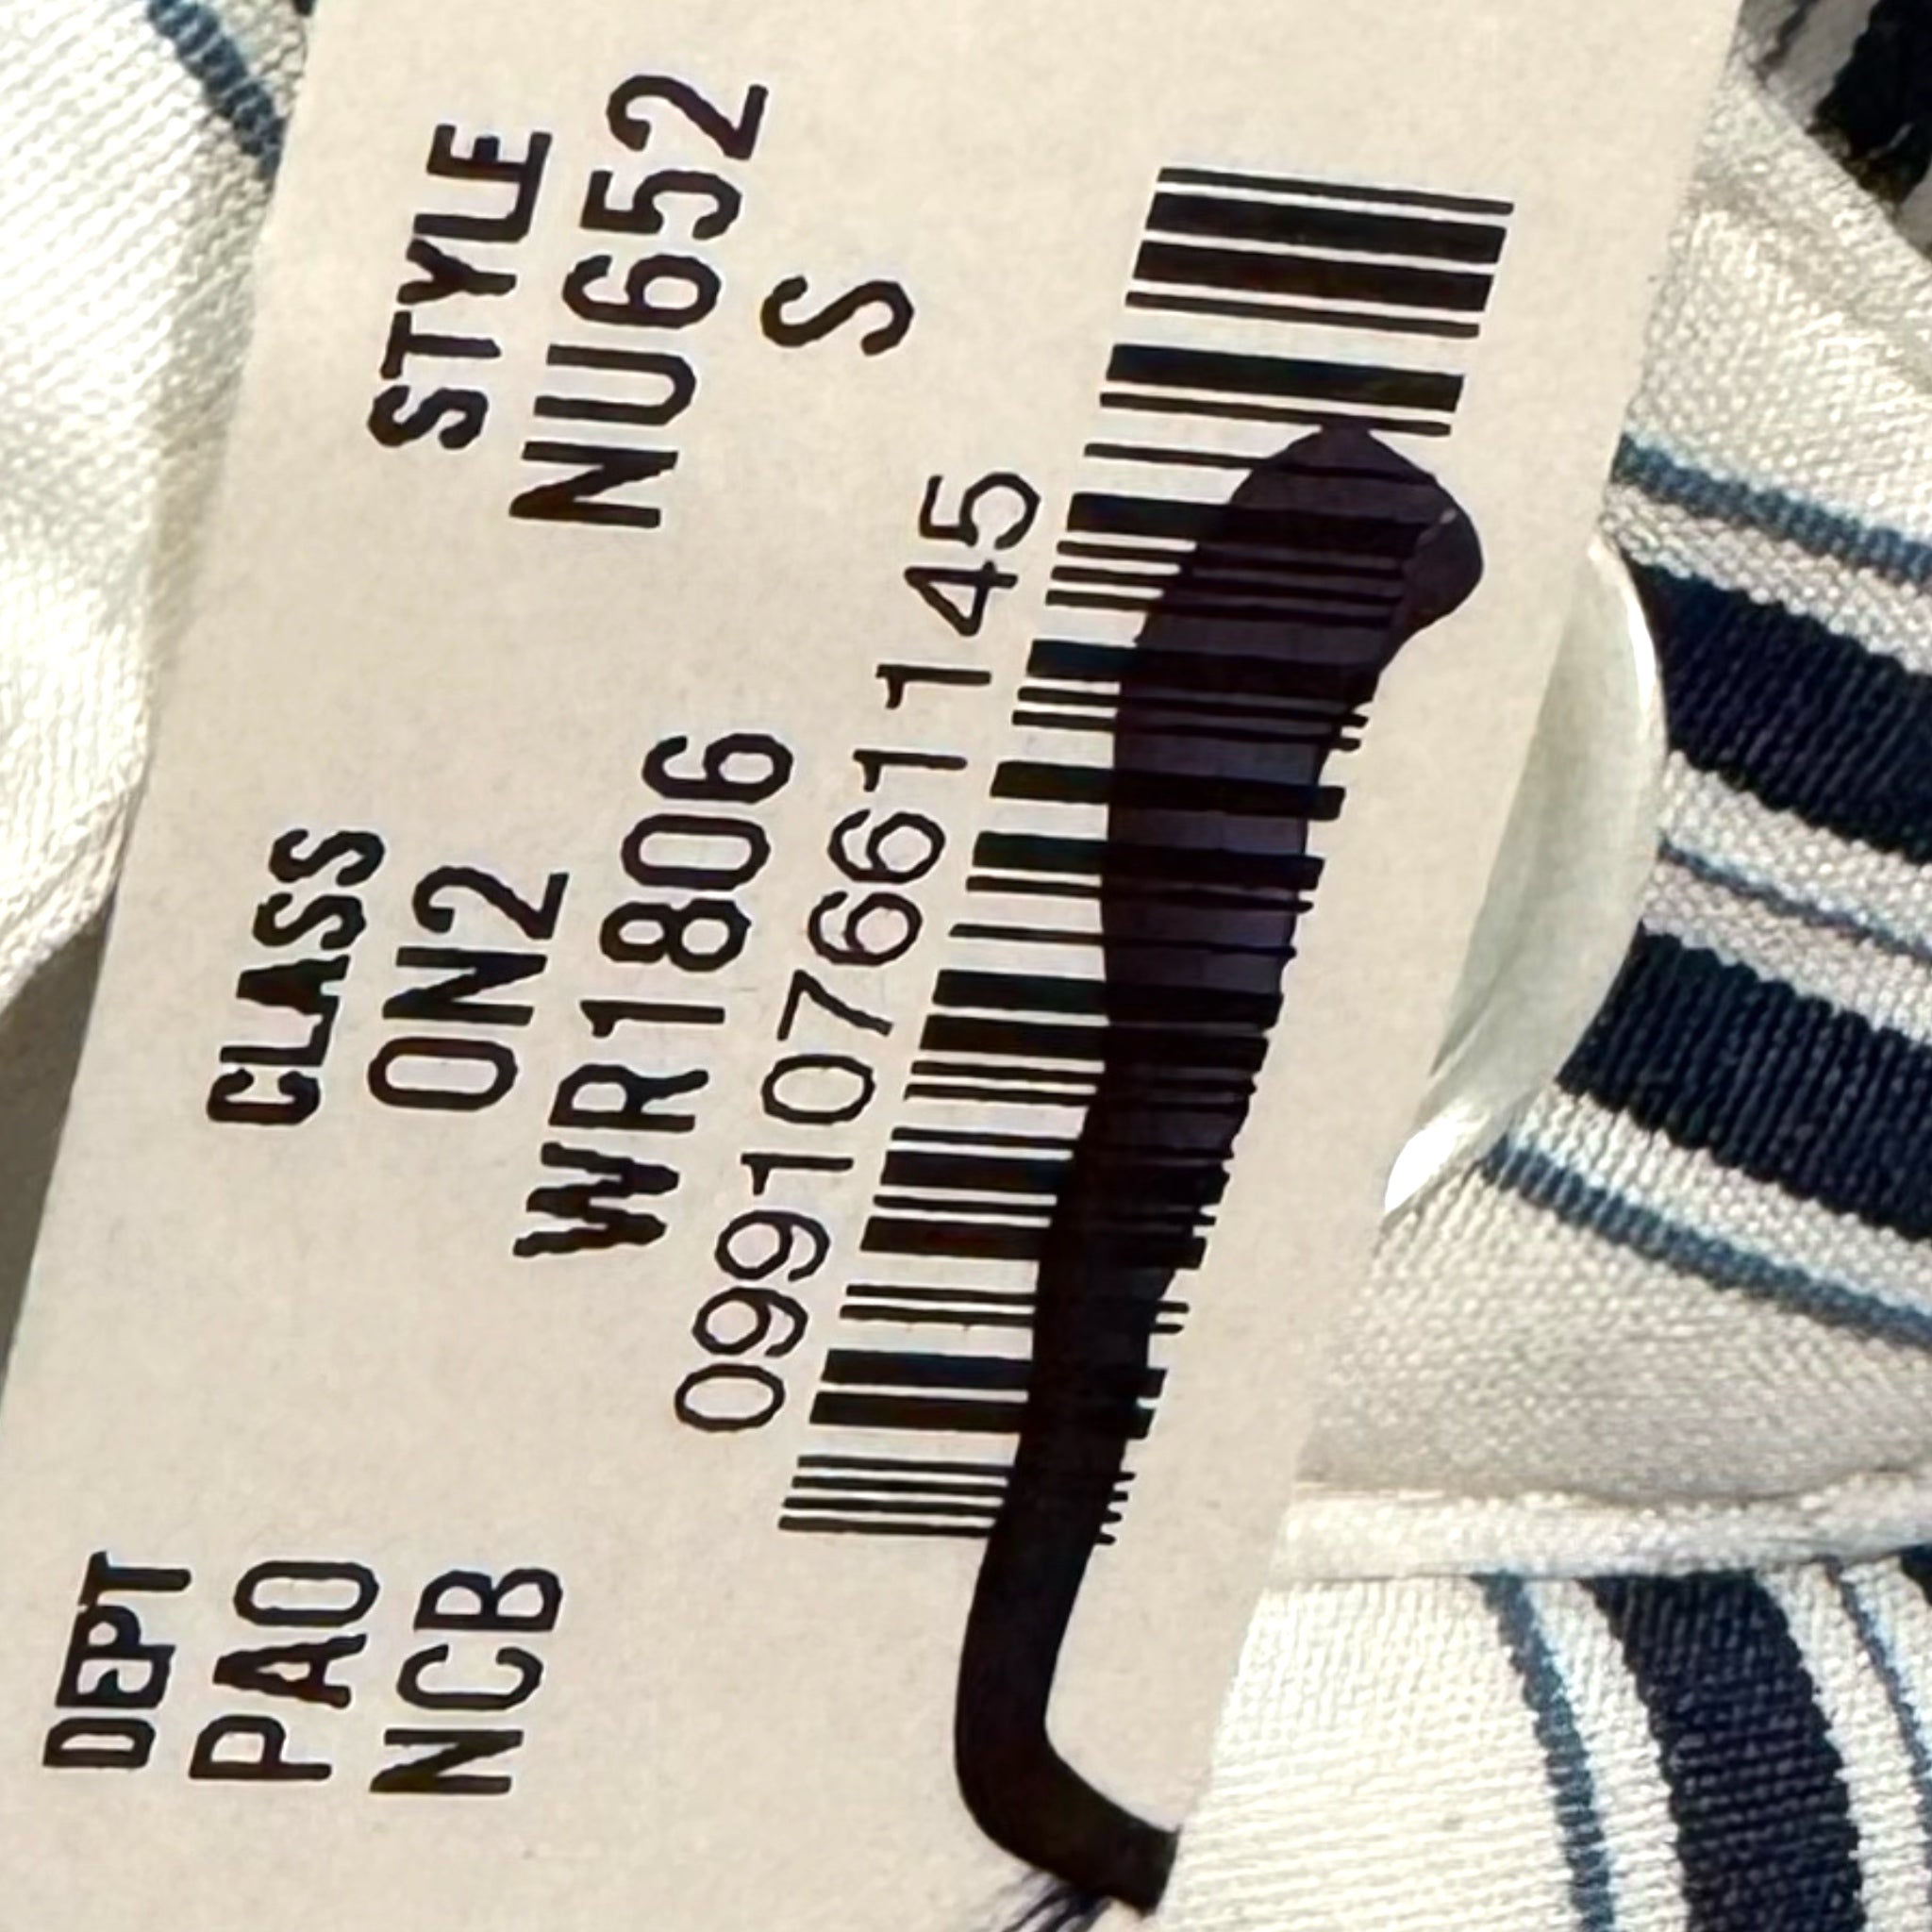 DEPT CLASS STYLE
PAO ON2 NU652
NCB WR1806 S
099107661145